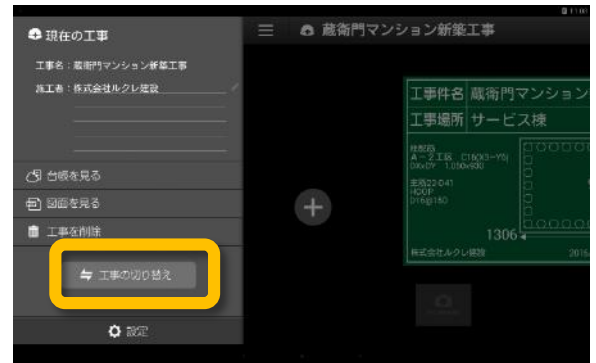 現在の工事
工事名：蔵衛門マンション新築工事
施工者：株式会社ルクレ建設
台帳を見る
図面を見る
工事を削除
工事の切り替え
設定
蔵衛門マンション新築工事
工事件名 蔵衛門マンション
工事場所 サービス棟
HOOP
D16@150
1306
株式会社ルクレ建設